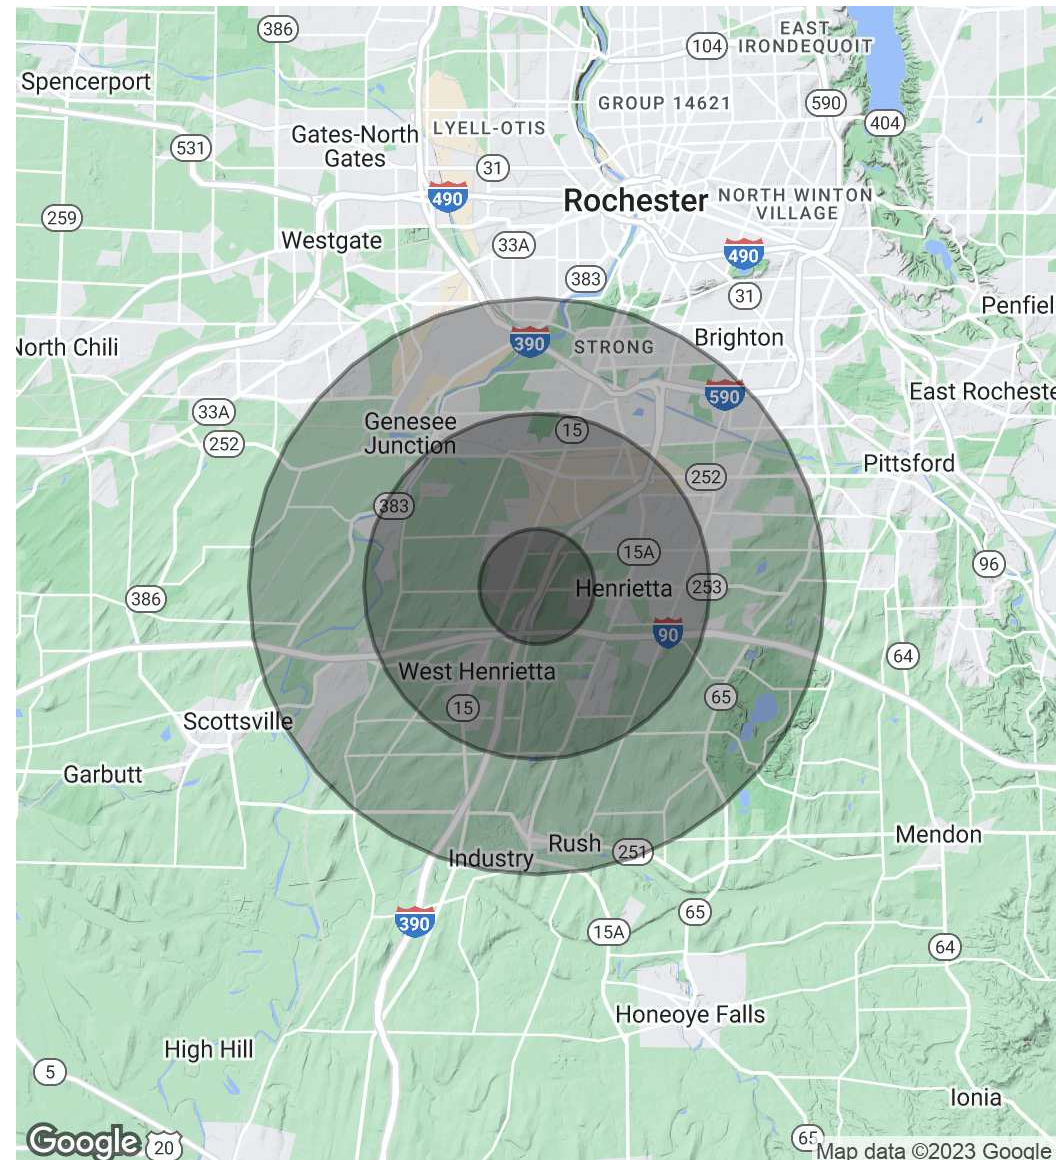 386
EAST
IRONDEQUOIT
104
Spencerport
GROUP 14621
590
404
Gates-North
Gates
LYELL-OTIS
531
31
490
Rochester
NORTH WINTON
VILLAGE
259
Westgate
33A
490
383
31
Penfiel
North Chili
390
STRONG
Brighton
590
East Rocheste
33A
252
Genesee
Junction
15
Pittsford
252
383
15A
96
Henrietta
253
386
90
64
West Henrietta
65
15
Scottsville
Garbutt
Mendon
Rush
251
Industry
390
65
15A
64
Honeoye Falls
High Hill
5
Ionia
Google
20
65
Map data ©2023 Google